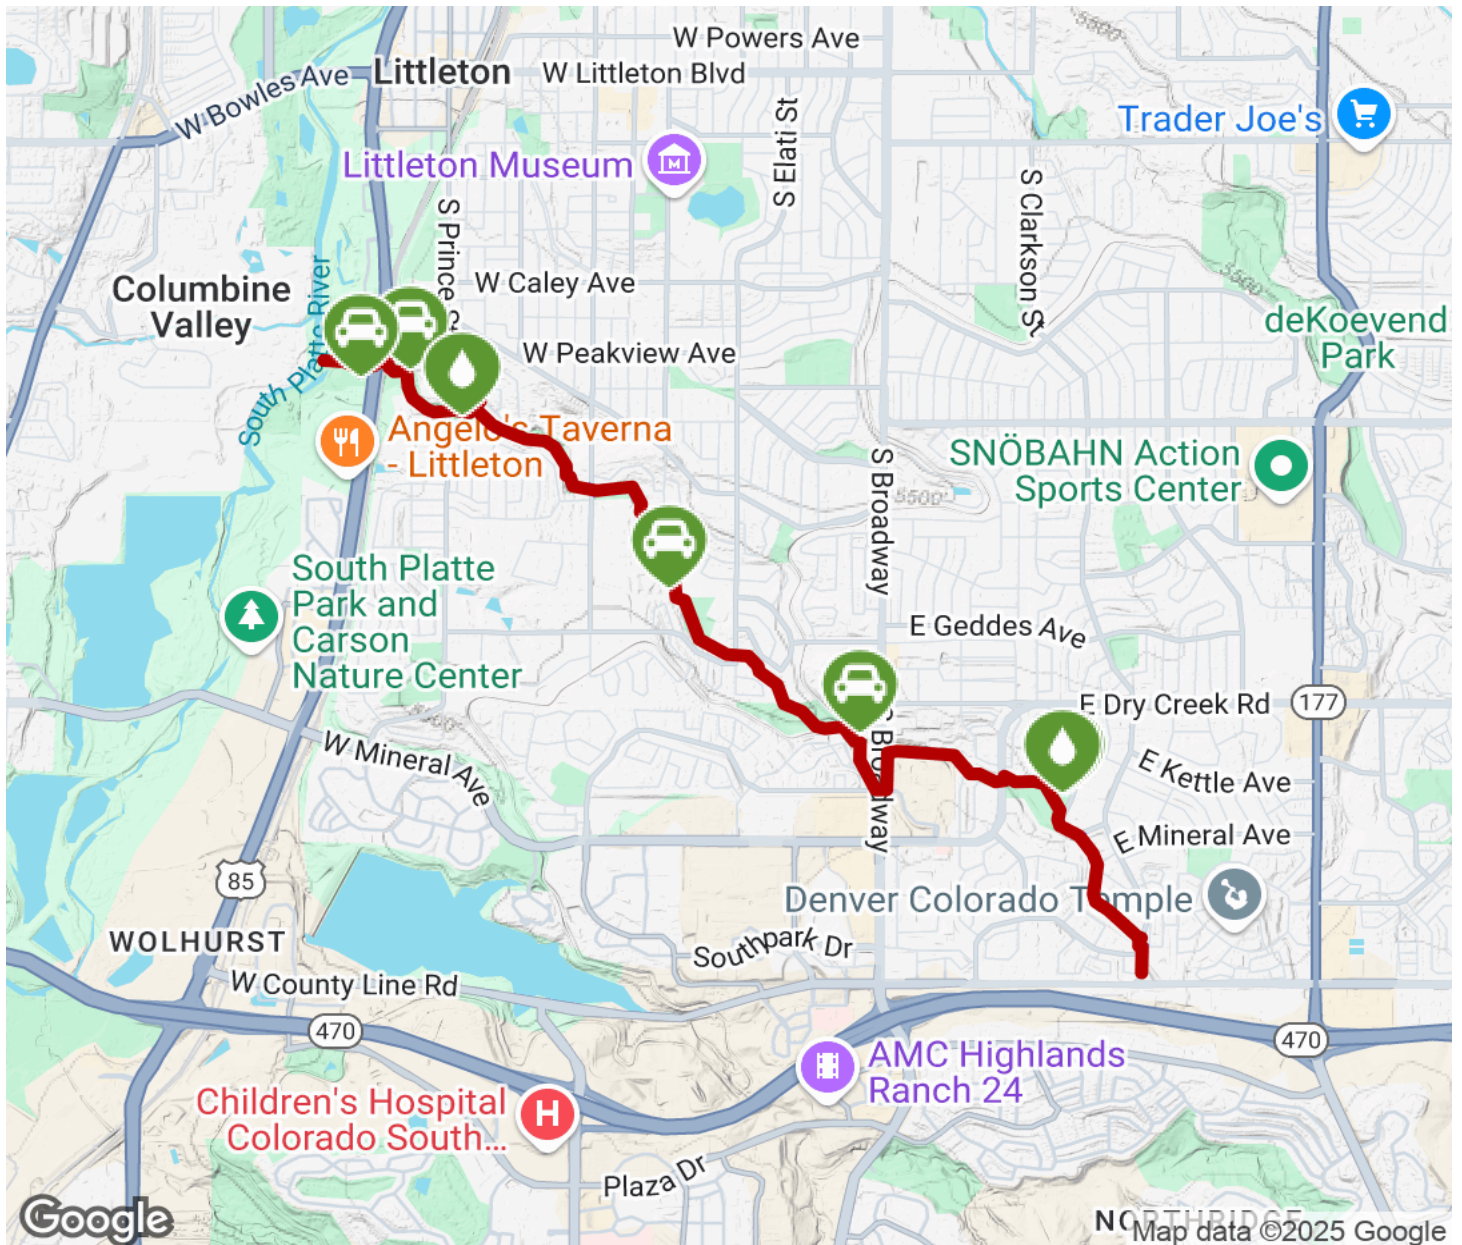 W Powers Ave
Littleton
W Littleton Blvd
W Bowles Ave
Trader Joe's
Littleton Museum
S Elati St
S Clarkson St
S Prince S
Columbine
Valley
South Platte River
W Caley Ave
deKoevend
Park
5500
W Peakview Ave
Angelo's Taverna
- Littleton
SNÖBAHN Action
Sports Center
S Broadway
5500
South Platte
Park and
Carson
Nature Center
E Geddes Ave
E Dry Creek Rd
177
W Mineral Ave
S Broadway
E Kettle Ave
E Mineral Ave
85
Denver Colorado Temple
WOLHURST
Southpark Dr
W County Line Rd
470
470
AMC Highlands
Ranch 24
Children's Hospital
Colorado South...
H
Plaza Dr
NORTHRIDGE
Google
Map data ©2025 Google